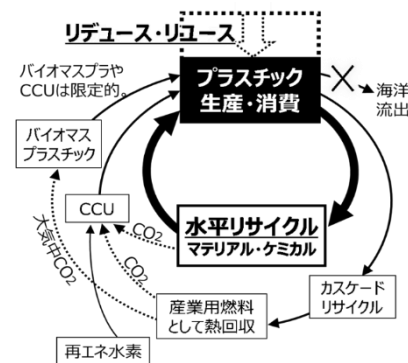 リデュース・リユース
バイオマスプラや
CCUは限定的。
プラスチック
生産・消費
海洋
流出
バイオマス
プラスチック
CCU
CO2
水平リサイクル
マテリアル・ケミカル
大気中CO2
CO2
カスケード
リサイクル
産業用燃料
として熱回収
再エネ水素